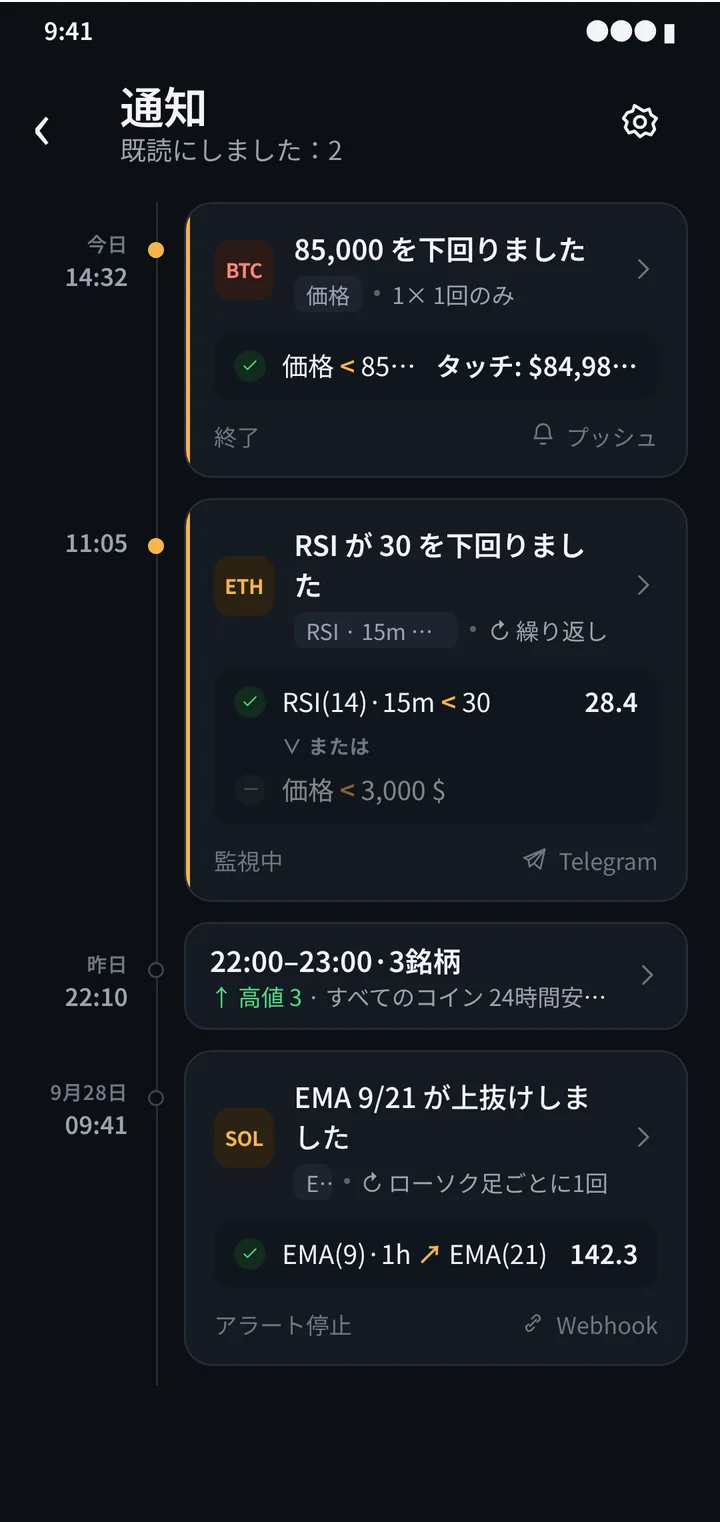 9:41
通知
既読にしました：2
今日
14:32
BTC
85,000 を下回りました
価格 • 1× 1回のみ
価格 < 85… タッチ: $84,98…
終了 プッシュ
11:05
ETH
RSI が 30 を下回りまし
た
RSI · 15m … • ↻ 繰り返し
RSI(14) · 15m < 30 28.4
∨ または
価格 < 3,000 $
監視中 Telegram
昨日
22:10
22:00–23:00 · 3銘柄
↑ 高値 3 · すべてのコイン 24時間安…
9月28日
09:41
SOL
EMA 9/21 が上抜けしま
した
E… • ↻ ローソク足ごとに1回
EMA(9) · 1h ↗ EMA(21) 142.3
アラート停止 Webhook